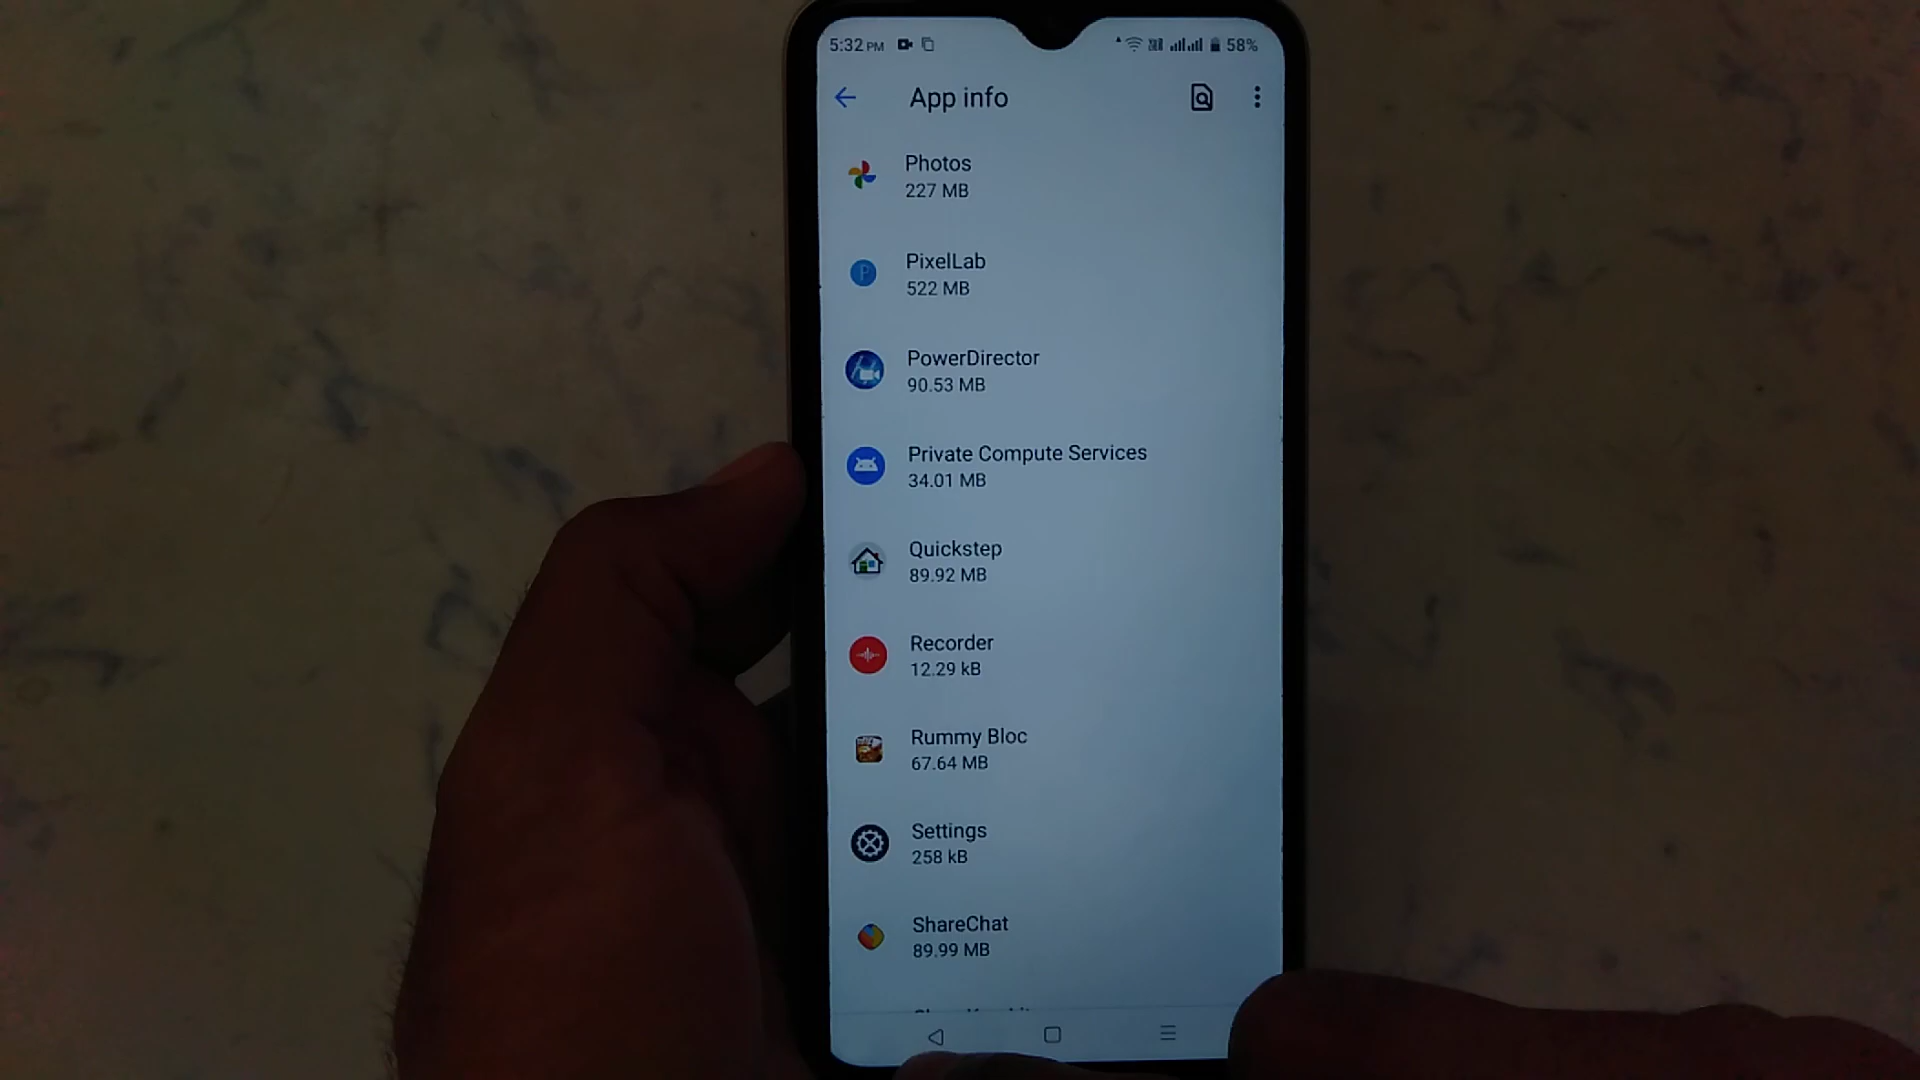 5:32 PM 58%
App info
Photos
227 MB
PixelLab
522 MB
PowerDirector
90.53 MB
Private Compute Services
34.01 MB
Quickstep
89.92 MB
Recorder
12.29 kB
Rummy Bloc
67.64 MB
Settings
258 kB
ShareChat
89.99 MB